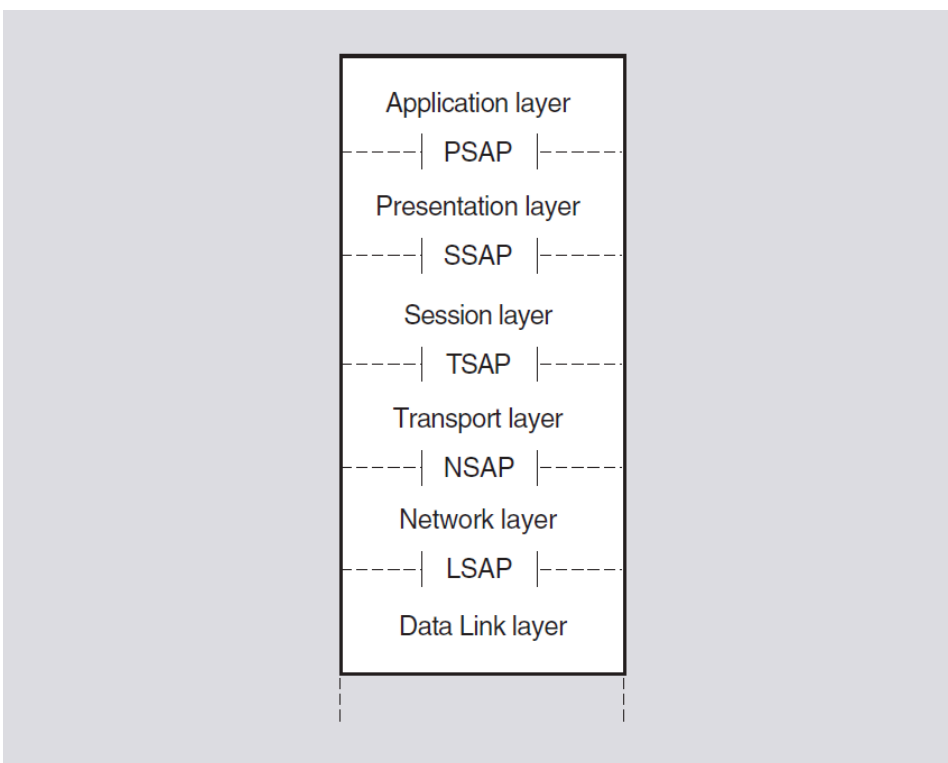 Application layer
PSAP
Presentation layer
SSAP
Session layer
TSAP
Transport layer
NSAP
Network layer
LSAP
Data Link layer